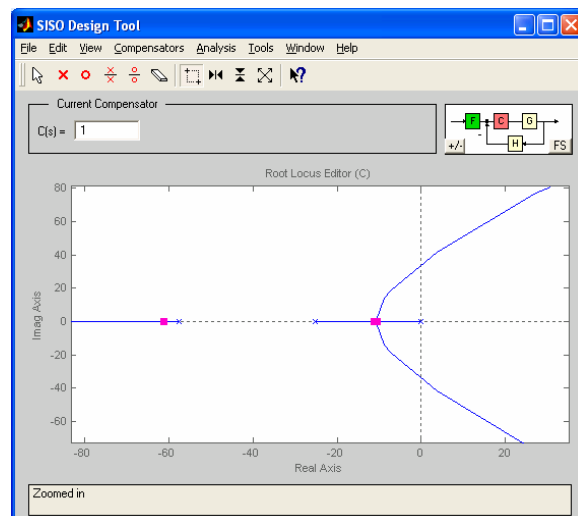 SISO Design Tool
File Edit View Compensators Analysis Tools Window Help
Current Compensator
C(s) = 1
F C G
H
+/- FS
Root Locus Editor (C)
80
60
40
20
0
-20
-40
-60
-80 -60 -40 -20 0 20
Imag Axis
Real Axis
Zoomed in